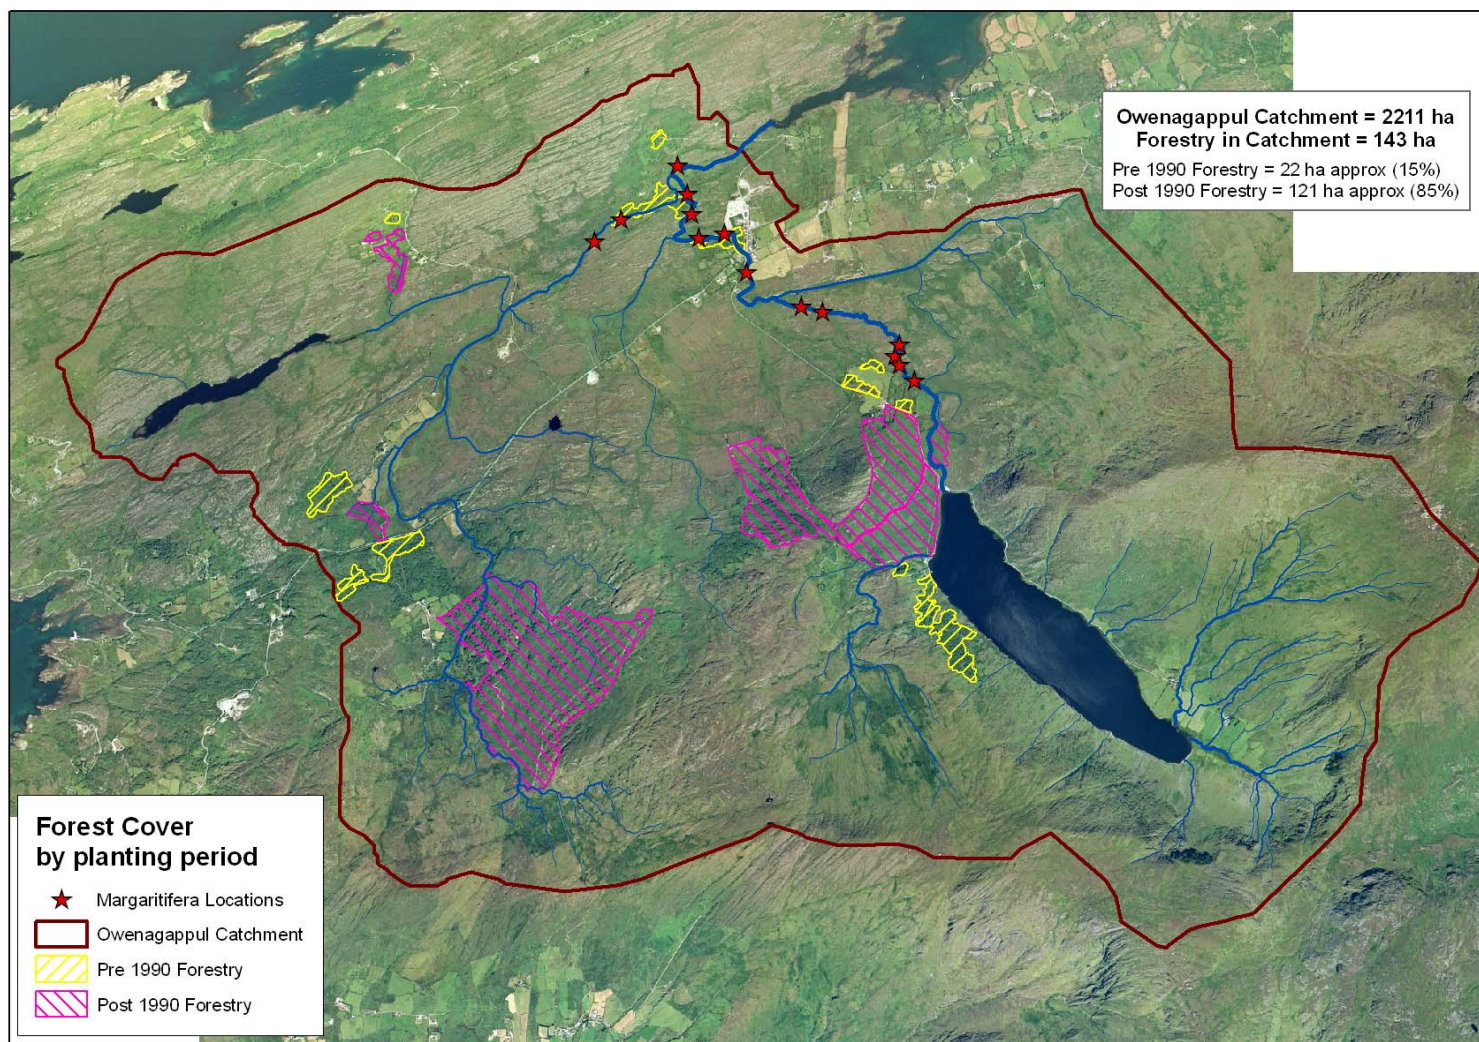 Owenagappul Catchment = 2211 ha
Forestry in Catchment = 143 ha
Pre 1990 Forestry = 22 ha approx (15%)
Post 1990 Forestry = 121 ha approx (85%)
Forest Cover
by planting period
Margaritifera Locations
Owenagappul Catchment
Pre 1990 Forestry
Post 1990 Forestry